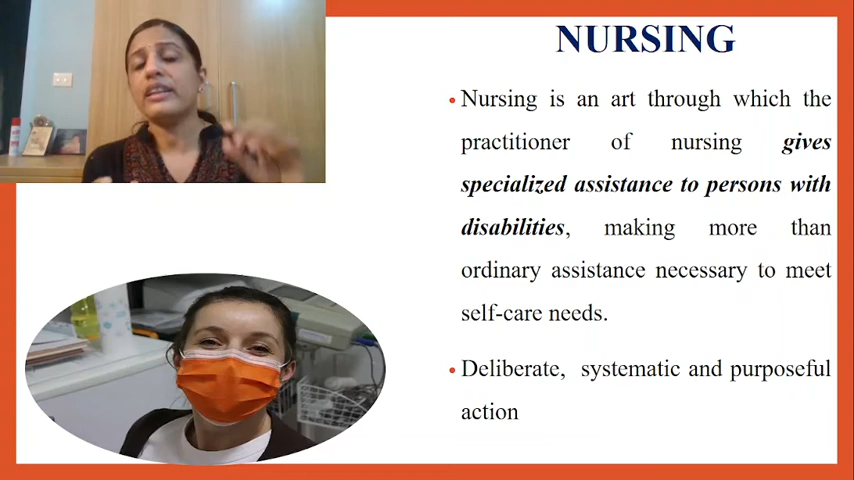 NURSING
• Nursing is an art through which the
practitioner of nursing gives
specialized assistance to persons with
disabilities, making more than
ordinary assistance necessary to meet
self-care needs.
• Deliberate, systematic and purposeful
action